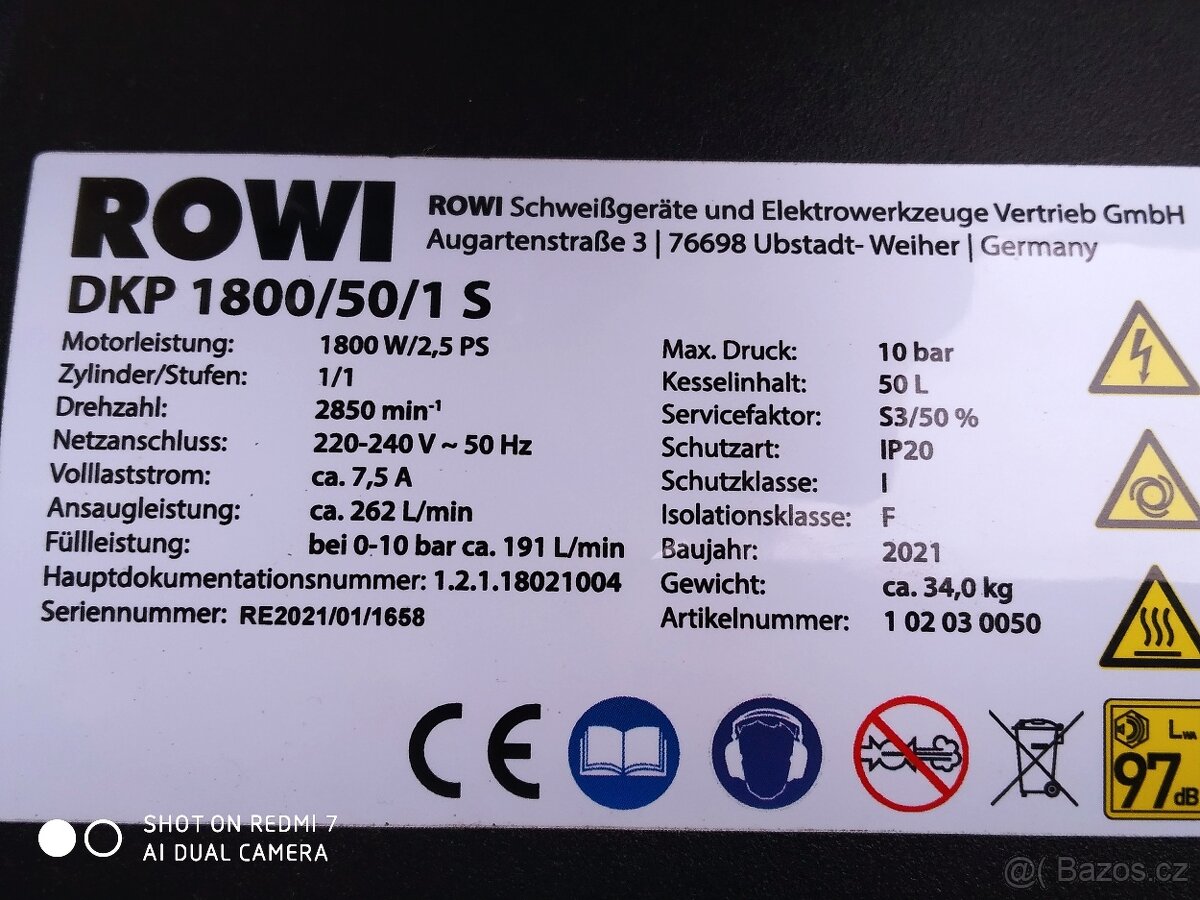 ROWI
ROWI Schweißgeräte und Elektrowerkzeuge Vertrieb GmbH
Augartenstraße 3 | 76698 Ubstadt- Weiher | Germany
DKP 1800/50/1 S
Motorleistung: 1800 W/2,5 PS
Zylinder/Stufen: 1/1
Drehzahl: 2850 min⁻¹
Netzanschluss: 220-240 V ~ 50 Hz
Volllaststrom: ca. 7,5 A
Ansaugleistung: ca. 262 L/min
Füllleistung: bei 0-10 bar ca. 191 L/min
Hauptdokumentationsnummer: 1.2.1.18021004
Seriennummer: RE2021/01/1658
Max. Druck: 10 bar
Kesselinhalt: 50 L
Servicefaktor: S3/50 %
Schutzart: IP20
Schutzklasse: I
Isolationsklasse: F
Baujahr: 2021
Gewicht: ca. 34,0 kg
Artikelnummer: 1 02 03 0050
CE
LWA
97 dB
SHOT ON REDMI 7
AI DUAL CAMERA
@( Bazos.cz